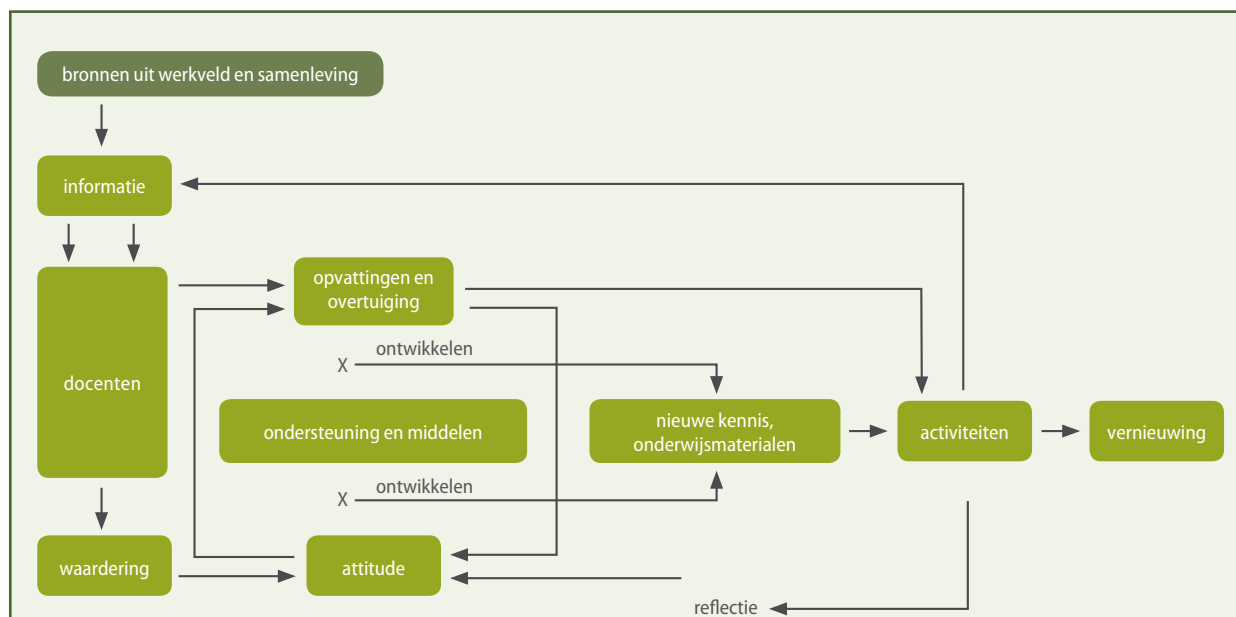 bronnen uit werkveld en samenleving
informatie
opvattingen en
overtuiging
docenten
X
ontwikkelen
ondersteuning en middelen
nieuwe kennis,
onderwijsmaterialen
activiteiten
vernieuwing
X
ontwikkelen
waardering
attitude
reflectie